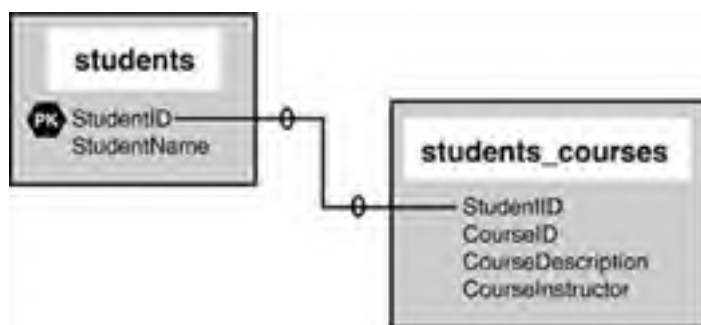 students
PK StudentID
StudentName
students_courses
StudentID
CourseID
CourseDescription
CourseInstructor